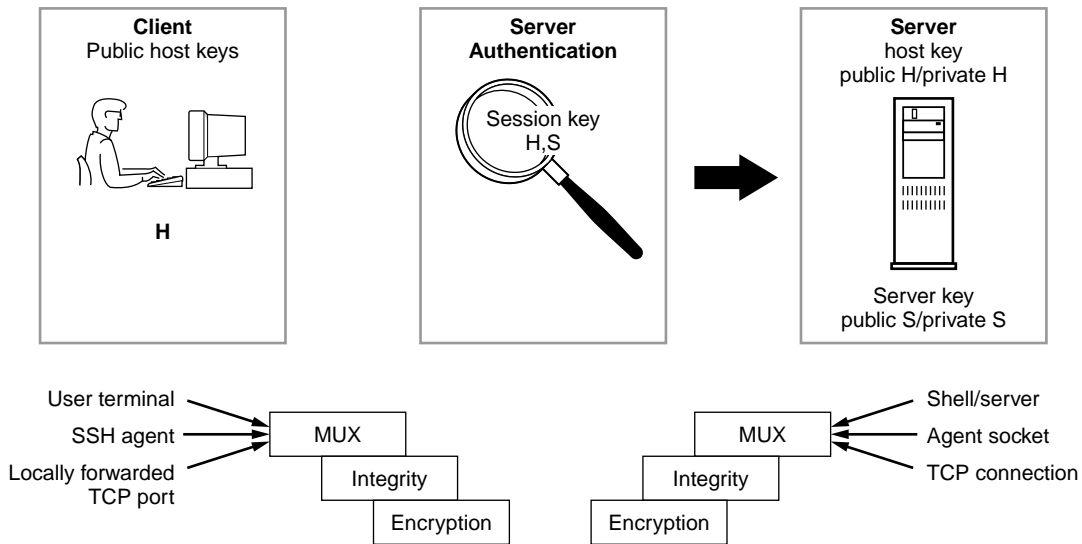 Client
Public host keys
H
Server
Authentication
Session key
H,S
Server
host key
public H/private H
Server key
public S/private S
User terminal
SSH agent
Locally forwarded
TCP port
MUX
Integrity
Encryption
MUX
Integrity
Encryption
Shell/server
Agent socket
TCP connection